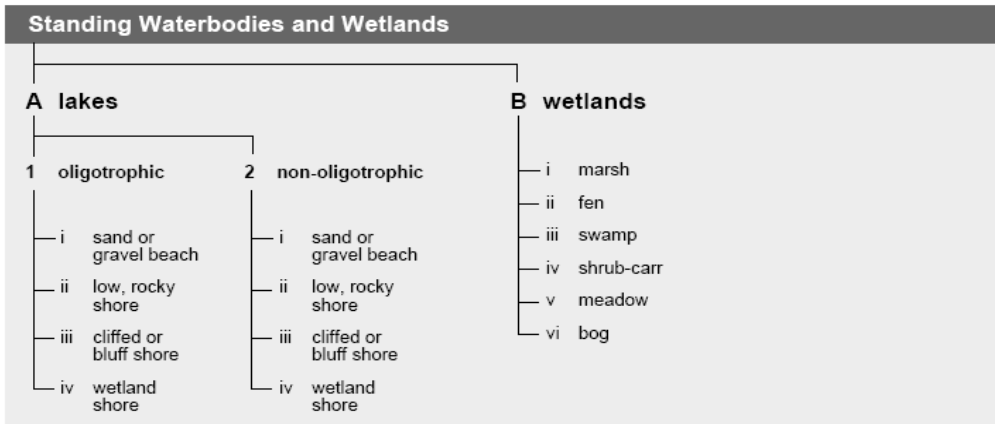 Standing Waterbodies and Wetlands
A lakes
B wetlands
1 oligotrophic
2 non-oligotrophic
i sand or
gravel beach
ii low, rocky
shore
iii cliffed or
bluff shore
iv wetland
shore
i sand or
gravel beach
ii low, rocky
shore
iii cliffed or
bluff shore
iv wetland
shore
i marsh
ii fen
iii swamp
iv shrub-carr
v meadow
vi bog